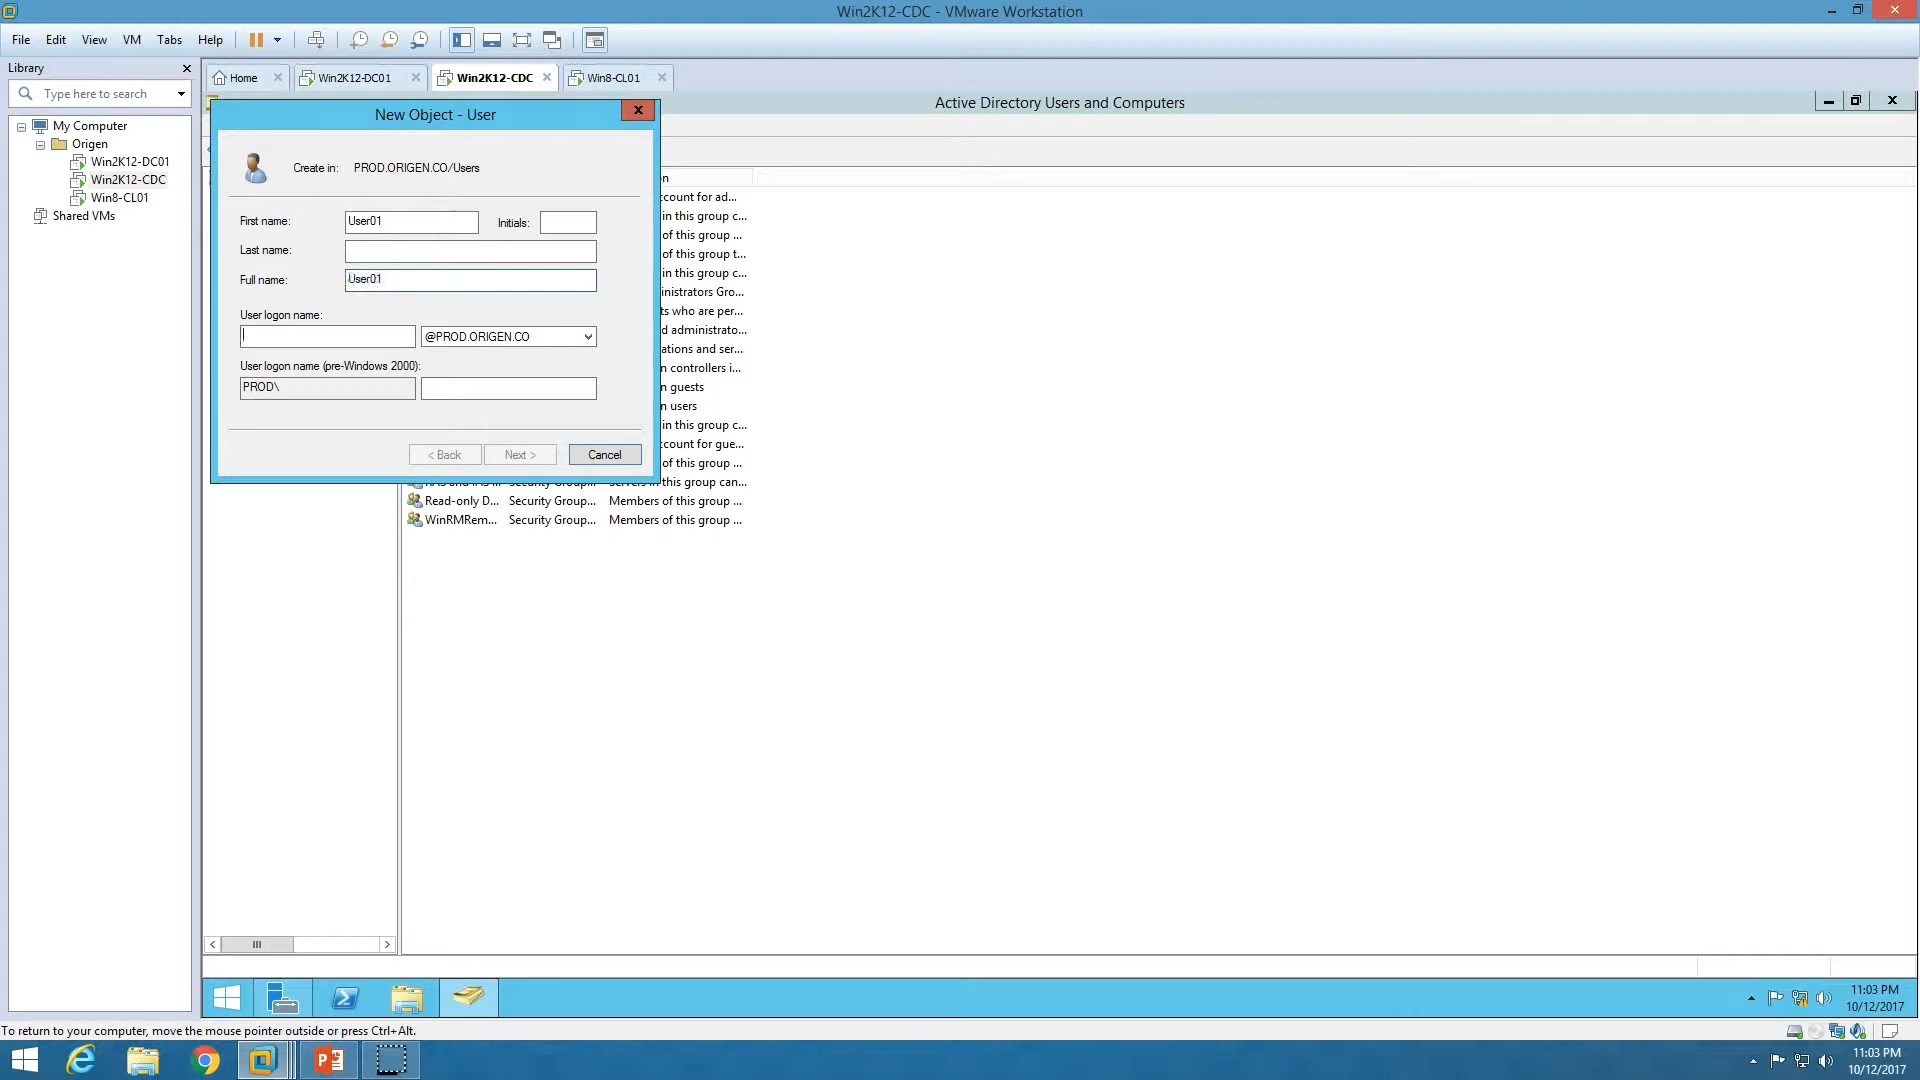 Win2K12-CDC - VMware Workstation
File Edit View VM Tabs Help
Library
Type here to search
My Computer
Origen
Win2K12-DC01
Win2K12-CDC
Win8-CL01
Shared VMs
Home
Win2K12-DC01
Win2K12-CDC
Win8-CL01
Active Directory Users and Computers
New Object - User
Create in: PROD.ORIGEN.CO/Users
First name: User01 Initials:
Last name:
Full name: User01
User logon name:
@PROD.ORIGEN.CO
User logon name (pre-Windows 2000):
PROD\
< Back Next > Cancel
on
ccount for ad...
in this group c...
of this group ...
of this group t...
in this group c...
inistrators Gro...
ts who are per...
d administrato...
ations and ser...
n controllers i...
n guests
n users
in this group c...
ccount for gue...
of this group ...
Security Group... Servers in this group can...
Read-only D... Security Group... Members of this group ...
WinRMRem... Security Group... Members of this group ...
11:03 PM
10/12/2017
To return to your computer, move the mouse pointer outside or press Ctrl+Alt.
11:03 PM
10/12/2017